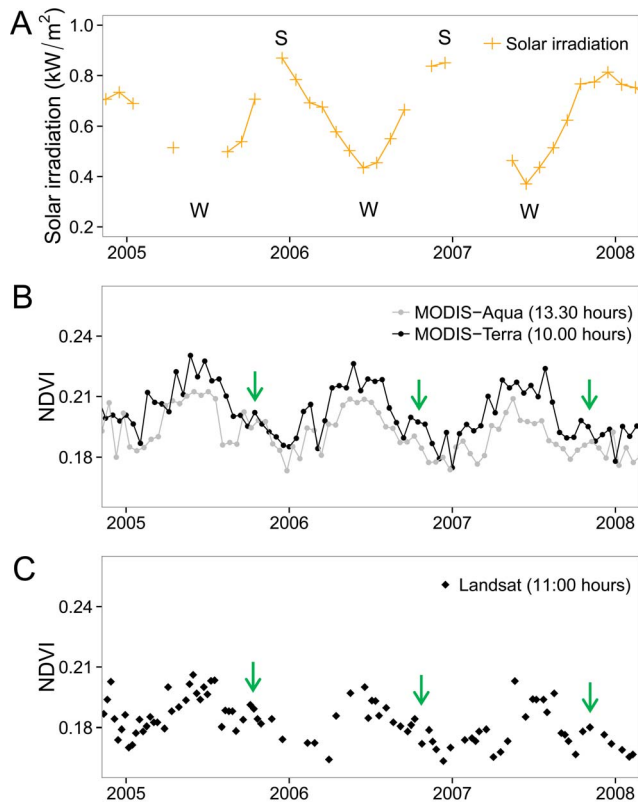 A
Solar irradiation (kW/m²)
1.0
0.8
0.6
0.4
0.2
S
S
Solar irradiation
W
W
W
2005
2006
2007
2008
B
NDVI
0.24
0.21
0.18
MODIS−Aqua (13.30 hours)
MODIS−Terra (10.00 hours)
2005
2006
2007
2008
C
NDVI
0.24
0.21
0.18
Landsat (11:00 hours)
2005
2006
2007
2008